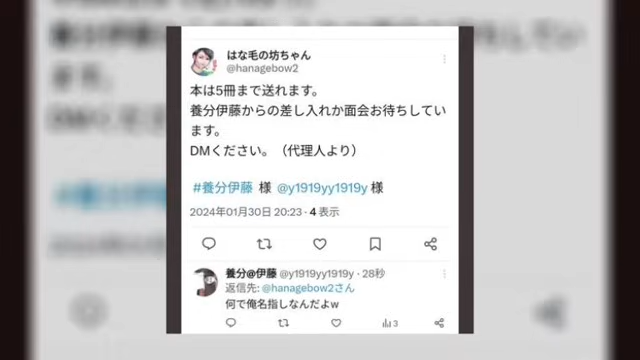 はな毛の坊ちゃん
@hanagebow2
本は5冊まで送れます。
養分伊藤からの差し入れか面会お待ちしてい
ます。
DMください。（代理人より）
#養分伊藤 様 @y1919yy1919y 様
2024年01月30日 20:23・4 表示
養分@伊藤 @y1919yy1919y・28秒
返信先: @hanagebow2さん
何で俺名指しなんだよw
3